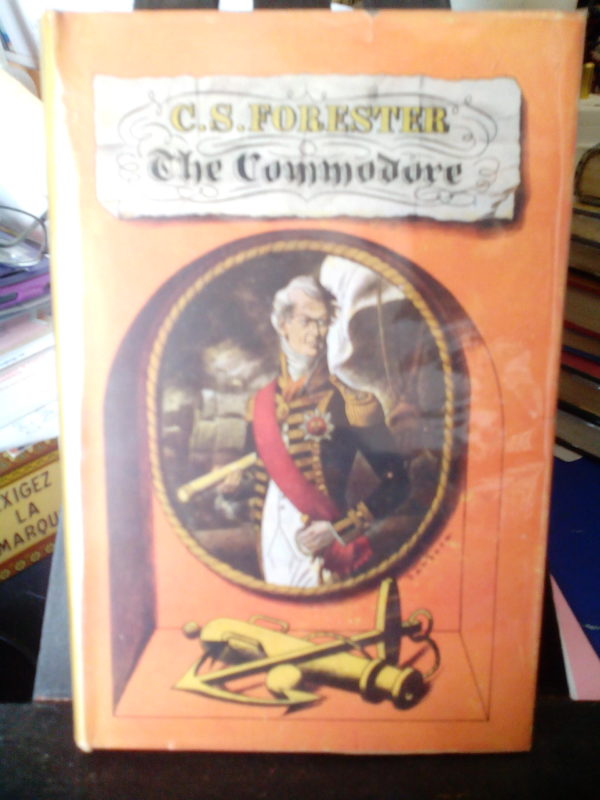 C.S.FORESTER
The Commodore
EXIGEZ
LA
MARQU